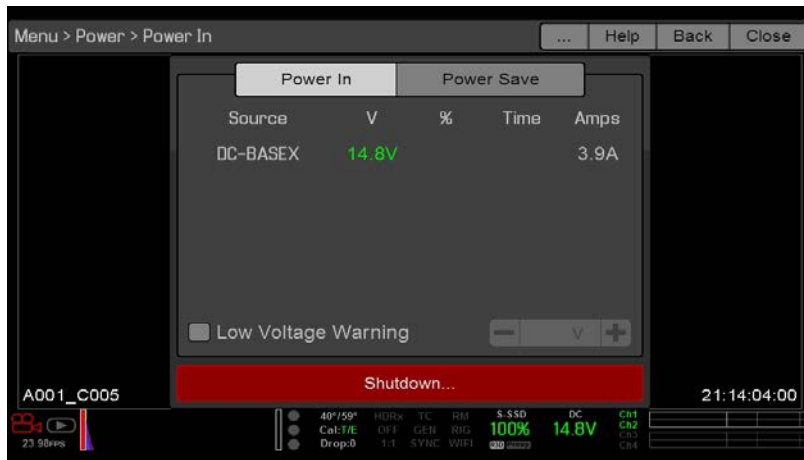 Menu > Power > Power In ... Help Back Close
Power In Power Save
Source V % Time Amps
DC-BASEX 14.8V 3.9A
Low Voltage Warning − V +
Shutdown...
A001_C005 21:14:04:00
40°/59° HDRx TC RM S-SSD DC Ch1
Cal:T/E OFF GEN RIG 100% 14.8V Ch2
23.98FPS Drop:0 1:1 SYNC WIFI Ch3
Ch4